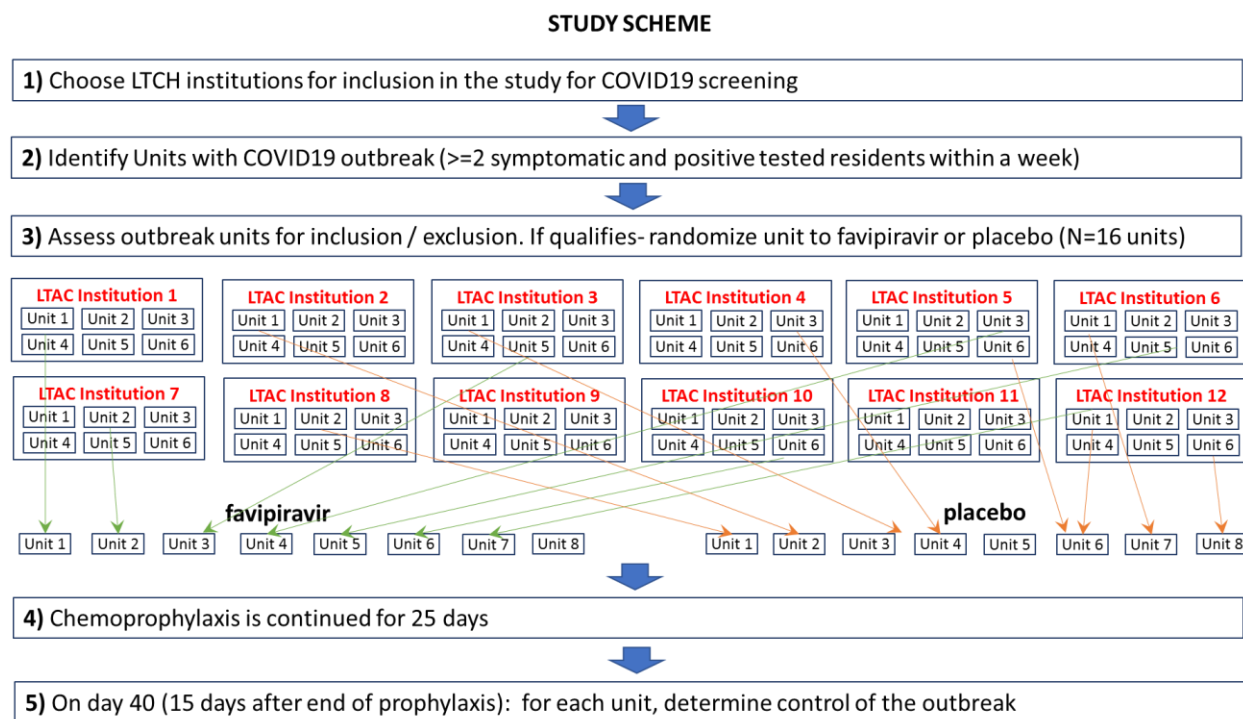 STUDY SCHEME
1) Choose LTCH institutions for inclusion in the study for COVID19 screening
2) Identify Units with COVID19 outbreak (>=2 symptomatic and positive tested residents within a week)
3) Assess outbreak units for inclusion / exclusion. If qualifies- randomize unit to favipiravir or placebo (N=16 units)
LTAC Institution 1
Unit 1 Unit 2 Unit 3
Unit 4 Unit 5 Unit 6
LTAC Institution 2
Unit 1 Unit 2 Unit 3
Unit 4 Unit 5 Unit 6
LTAC Institution 3
Unit 1 Unit 2 Unit 3
Unit 4 Unit 5 Unit 6
LTAC Institution 4
Unit 1 Unit 2 Unit 3
Unit 4 Unit 5 Unit 6
LTAC Institution 5
Unit 1 Unit 2 Unit 3
Unit 4 Unit 5 Unit 6
LTAC Institution 6
Unit 1 Unit 2 Unit 3
Unit 4 Unit 5 Unit 6
LTAC Institution 7
Unit 1 Unit 2 Unit 3
Unit 4 Unit 5 Unit 6
LTAC Institution 8
Unit 1 Unit 2 Unit 3
Unit 4 Unit 5 Unit 6
LTAC Institution 9
Unit 1 Unit 2 Unit 3
Unit 4 Unit 5 Unit 6
LTAC Institution 10
Unit 1 Unit 2 Unit 3
Unit 4 Unit 5 Unit 6
LTAC Institution 11
Unit 1 Unit 2 Unit 3
Unit 4 Unit 5 Unit 6
LTAC Institution 12
Unit 1 Unit 2 Unit 3
Unit 4 Unit 5 Unit 6
favipiravir
Unit 1 Unit 2 Unit 3 Unit 4 Unit 5 Unit 6 Unit 7 Unit 8
placebo
Unit 1 Unit 2 Unit 3 Unit 4 Unit 5 Unit 6 Unit 7 Unit 8
4) Chemoprophylaxis is continued for 25 days
5) On day 40 (15 days after end of prophylaxis): for each unit, determine control of the outbreak